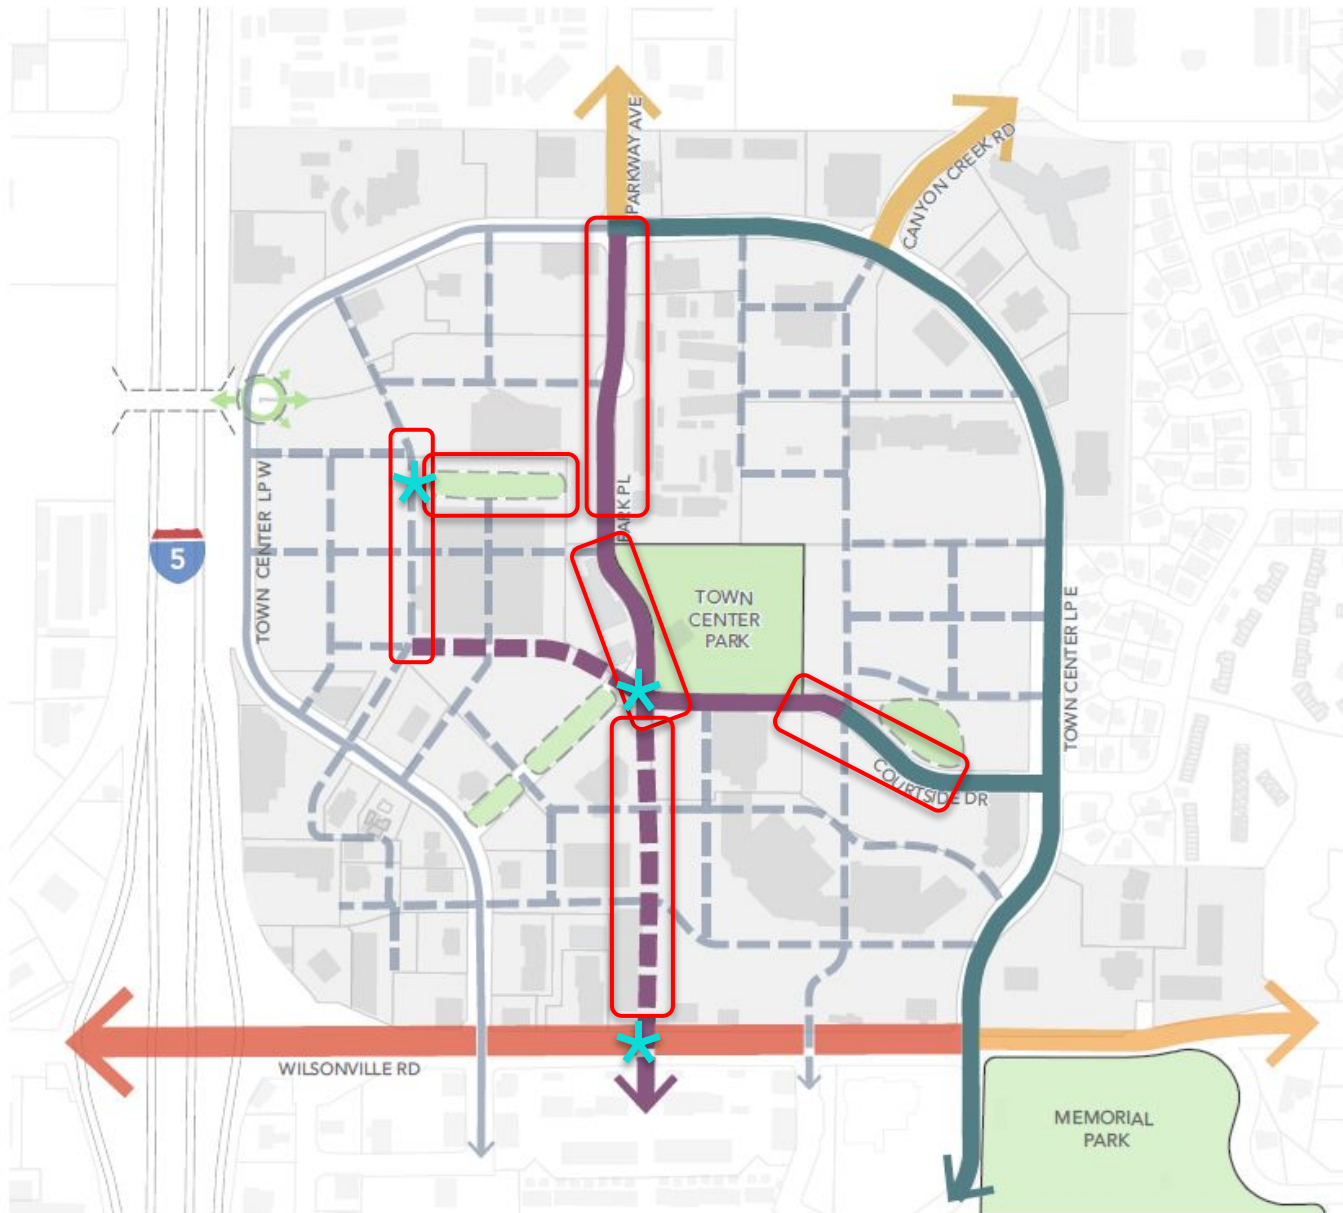 PARKWAY AVE
CANYON CREEK RD
TOWN CENTER LP W
PARK PL
5
TOWN
CENTER
PARK
TOWN CENTER LP E
COURTSIDE DR
WILSONVILLE RD
MEMORIAL
PARK